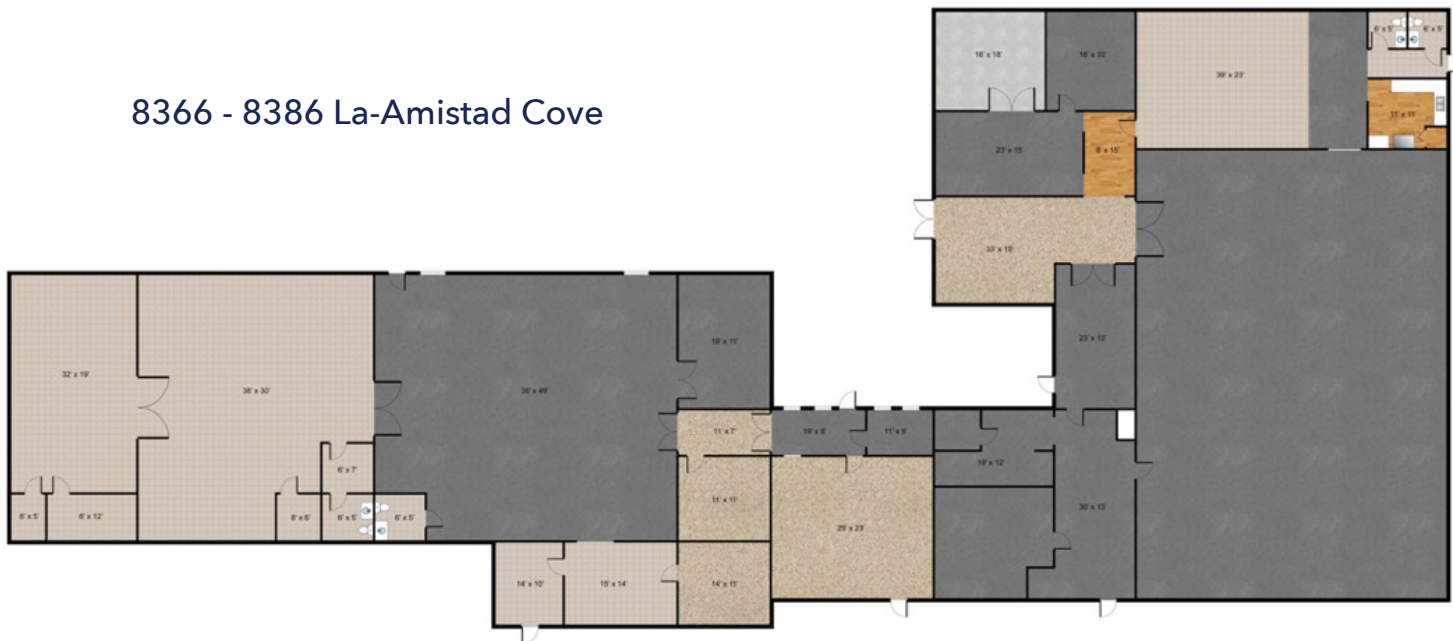 8366 - 8386 La-Amistad Cove
16' x 18'
16' x 10'
39' x 23'
6' x 5'
6' x 5'
11' x 11'
23' x 15'
8' x 15'
33' x 15'
23' x 13'
32' x 19'
38' x 30'
36' x 49'
18' x 11'
11' x 7'
19' x 8'
11' x 8'
19' x 12'
6' x 7'
11' x 11'
25' x 23'
30' x 13'
6' x 5'
6' x 12'
8' x 6'
6' x 5'
6' x 5'
14' x 10'
15' x 14'
14' x 11'